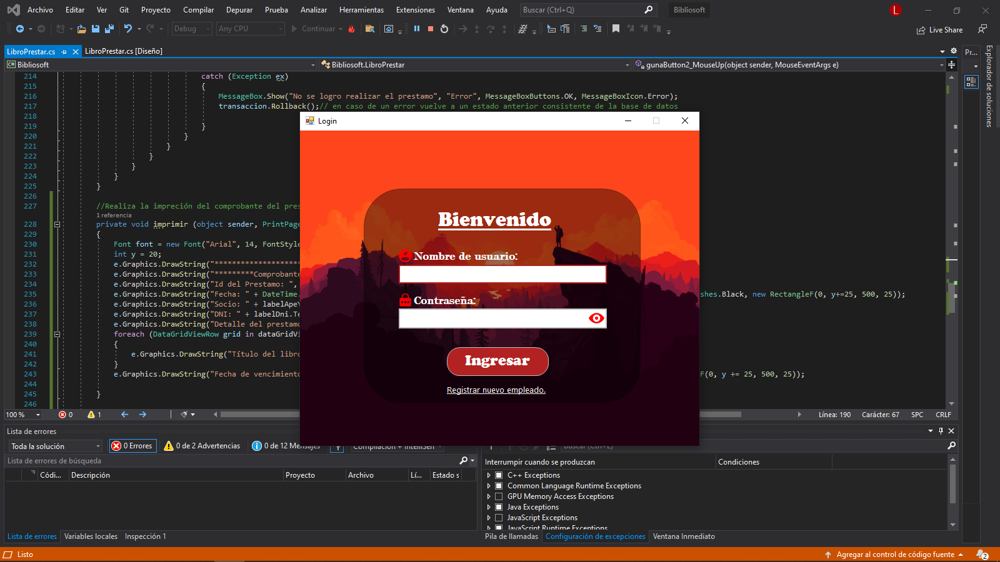 Archivo Editar Ver Git Proyecto Compilar Depurar Prueba Analizar Herramientas Extensiones Ventana Ayuda Buscar (Ctrl+Q) Bibliosoft L
Debug Any CPU Continuar Live Share
LibroPrestar.cs LibroPrestar.cs [Diseño] Pr...
Explorador de soluciones
Bibliosoft Bibliosoft.LibroPrestar gunaButton2_MouseUp(object sender, MouseEventArgs e)
214 catch (Exception ex)
215 {
216 MessageBox.Show("No se logro realizar el prestamo", "Error", MessageBoxButtons.OK, MessageBoxIcon.Error);
217 transaccion.Rollback();// en caso de un error vuelve a un estado anterior consistente de la base de datos
218
219 }
220 }
221 }
222 }
223 }
224 }
225 }
226
227 //Realiza la impreción del comprobante del pres
1 referencia
228 private void imprimir (object sender, PrintPage
229 {
230 Font font = new Font("Arial", 14, FontStyle
231 int y = 20;
232 e.Graphics.DrawString("*******************
233 e.Graphics.DrawString("*********Comprobante
234 e.Graphics.DrawString("Id del Prestamo: ",
235 e.Graphics.DrawString("Fecha: " + DateTime. shes.Black, new RectangleF(0, y+=25, 500, 25));
236 e.Graphics.DrawString("Socio: " + labelApeY
237 e.Graphics.DrawString("DNI: " + labelDni.Te
238 e.Graphics.DrawString("Detalle del prestamo
239 foreach (DataGridViewRow grid in dataGridVi
240 {
241 e.Graphics.DrawString("Título del libro
242 }
243 e.Graphics.DrawString("Fecha de vencimiento F(0, y += 25, 500, 25));
244
245 }
246
Login
Bienvenido
Nombre de usuario:
Contraseña:
Ingresar
Registrar nuevo empleado.
100 % 0 1 Línea: 190 Carácter: 67 SPC CRLF
Lista de errores
Toda la solución 0 Errores 0 de 2 Advertencias 0 de 12 Mensajes Compilación + IntelliSen Buscar (Ctrl+E)
Lista de errores de búsqueda
Códi... Descripción Proyecto Archivo Lí... Estado s
Interrumpir cuando se produzcan Condiciones
C++ Exceptions
Common Language Runtime Exceptions
GPU Memory Access Exceptions
Java Exceptions
JavaScript Exceptions
JavaScript Runtime Exceptions
Lista de errores Variables locales Inspección 1 Pila de llamadas Configuración de excepciones Ventana Inmediato
Listo Agregar al control de código fuente 2